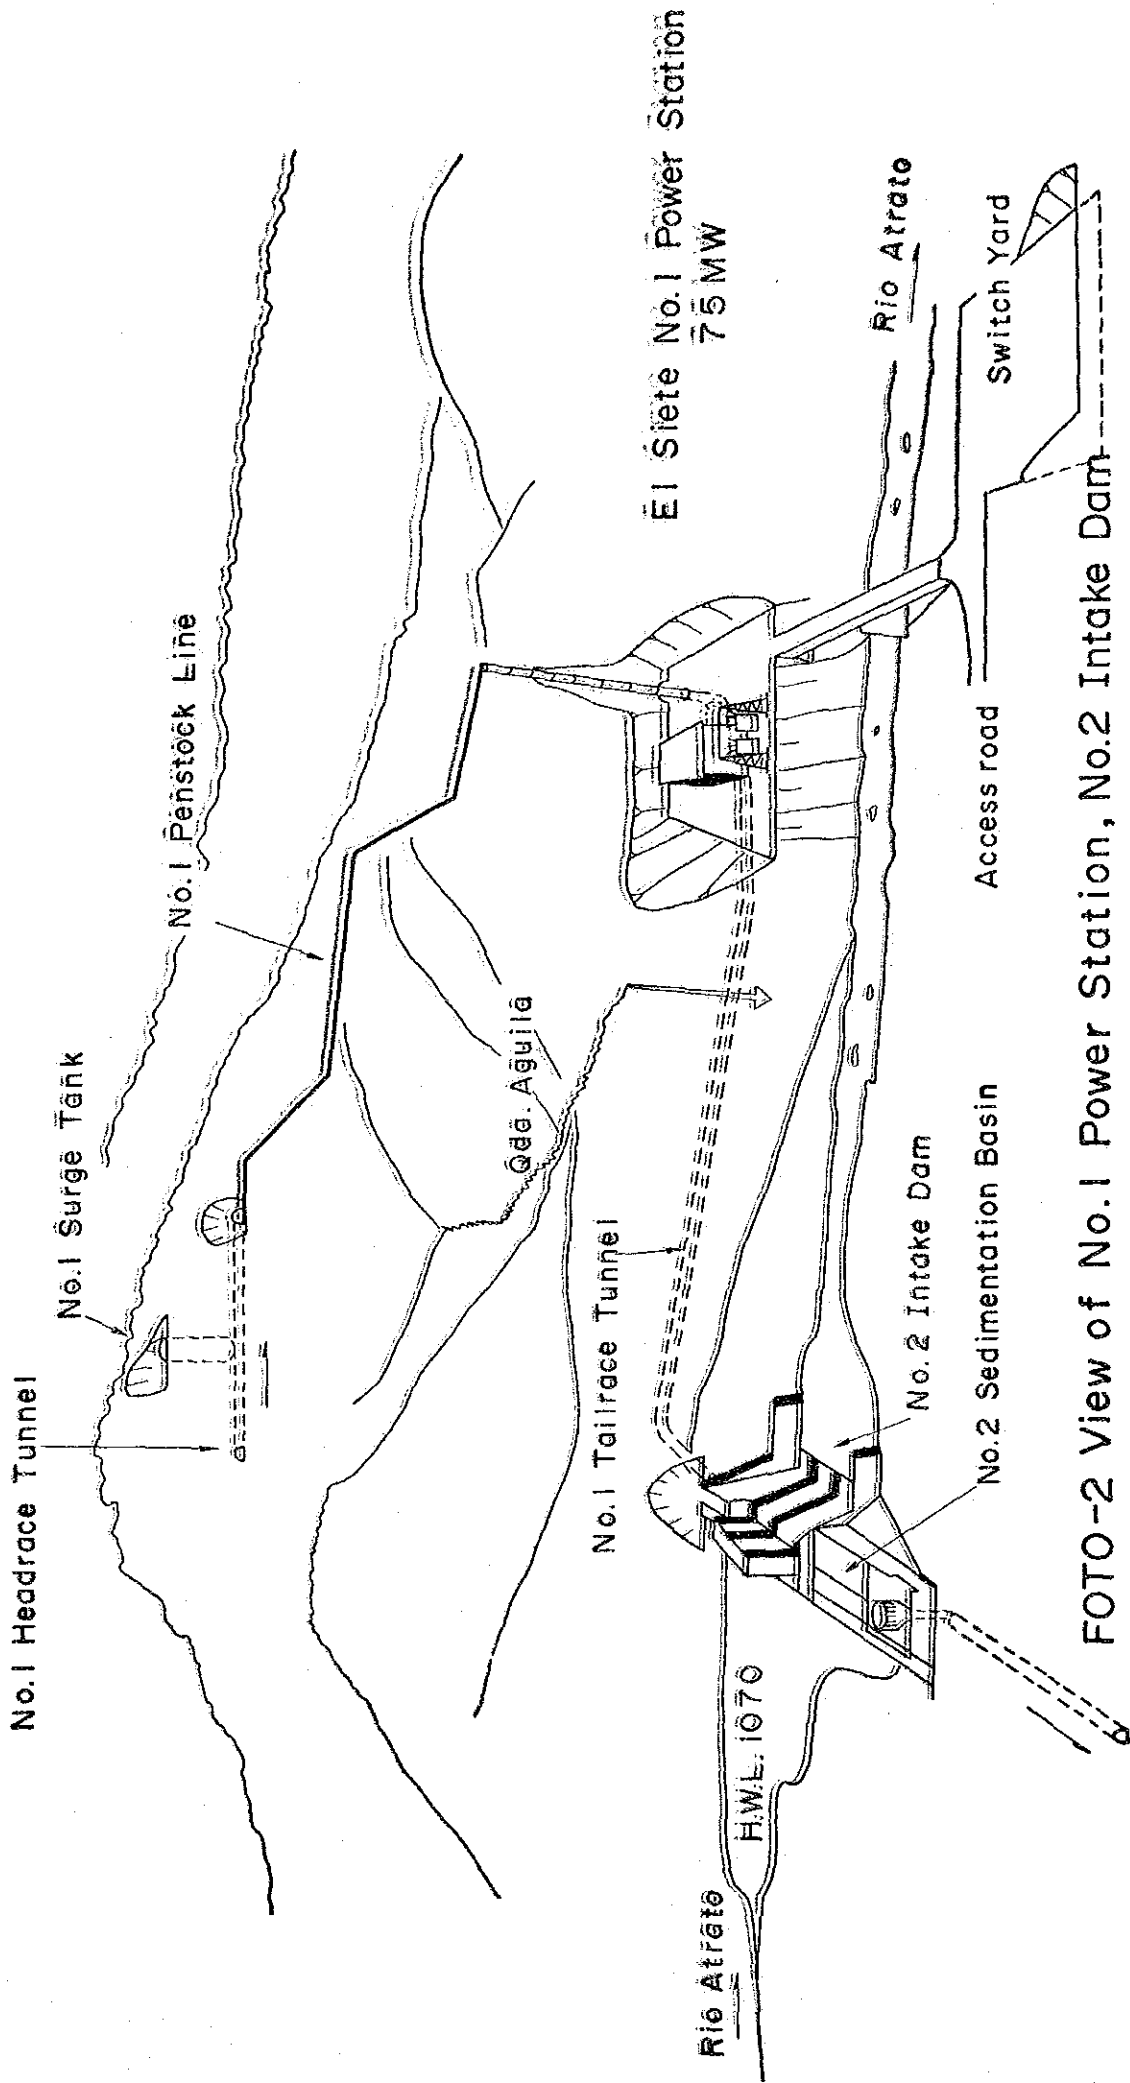 No.1 Headrace Tunnel
No.1 Surge Tank
No.1 Penstock Line
Qda. Aguila
No.1 Tailrace Tunnel
El Siete No.1 Power Station
75 MW
Rio Atrato
H.W.L. 1070
No.2 Intake Dam
No.2 Sedimentation Basin
Access road
Rio Atrato
Switch Yard
FOTO-2 View of No.1 Power Station, No.2 Intake Dam